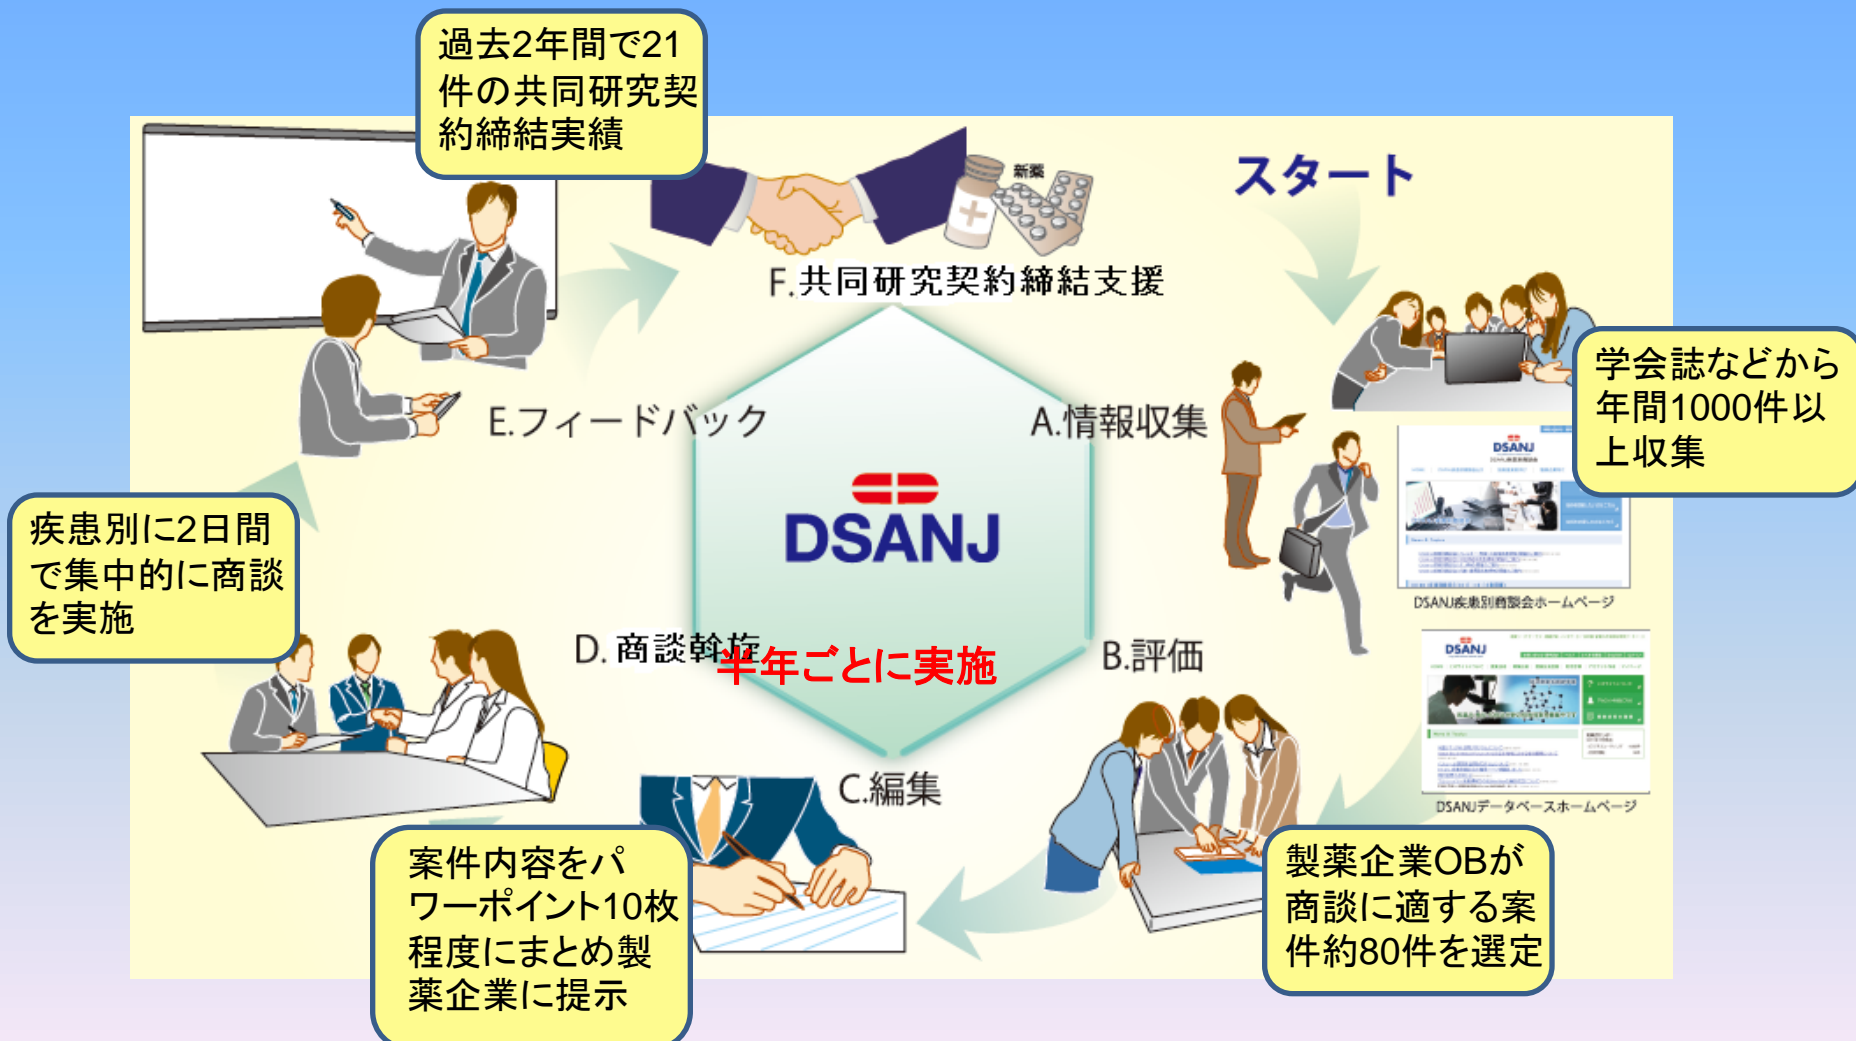 過去2年間で21
件の共同研究契
約締結実績
スタート
新薬
F.共同研究契約締結支援
学会誌などから
年間1000件以
上収集
E.フィードバック
A.情報収集
DSANJ
DSANJ
疾患別に2日間
で集中的に商談
を実施
DSANJ疾患別商談会ホームページ
D.商談斡旋
半年ごとに実施
B.評価
DSANJ
C.編集
DSANJデータベースホームページ
案件内容をパ
ワーポイント10枚
程度にまとめ製
薬企業に提示
製薬企業OBが
商談に適する案
件約80件を選定